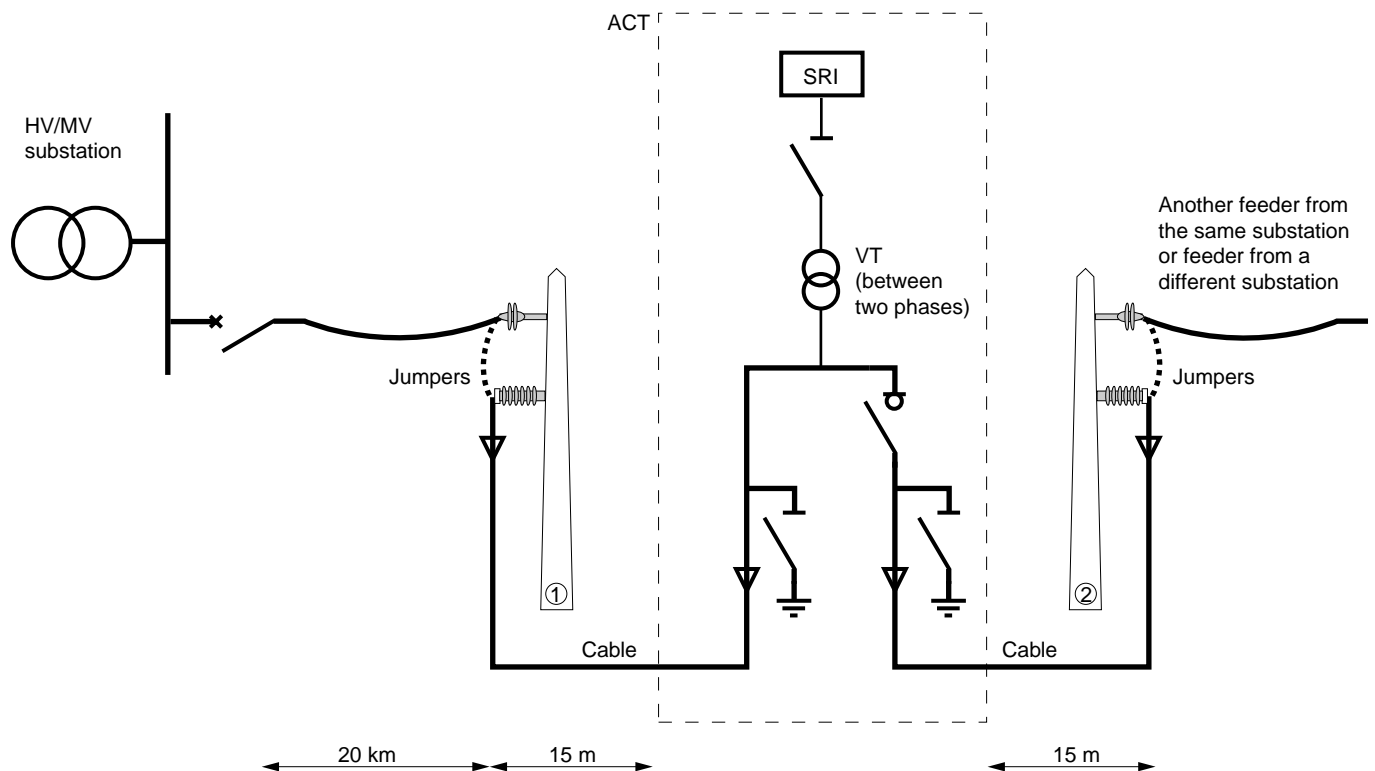 ACT
SRI
HV/MV
substation
VT
(between
two phases)
Another feeder from
the same substation
or feeder from a
different substation
Jumpers
Jumpers
1
2
Cable
Cable
20 km
15 m
15 m